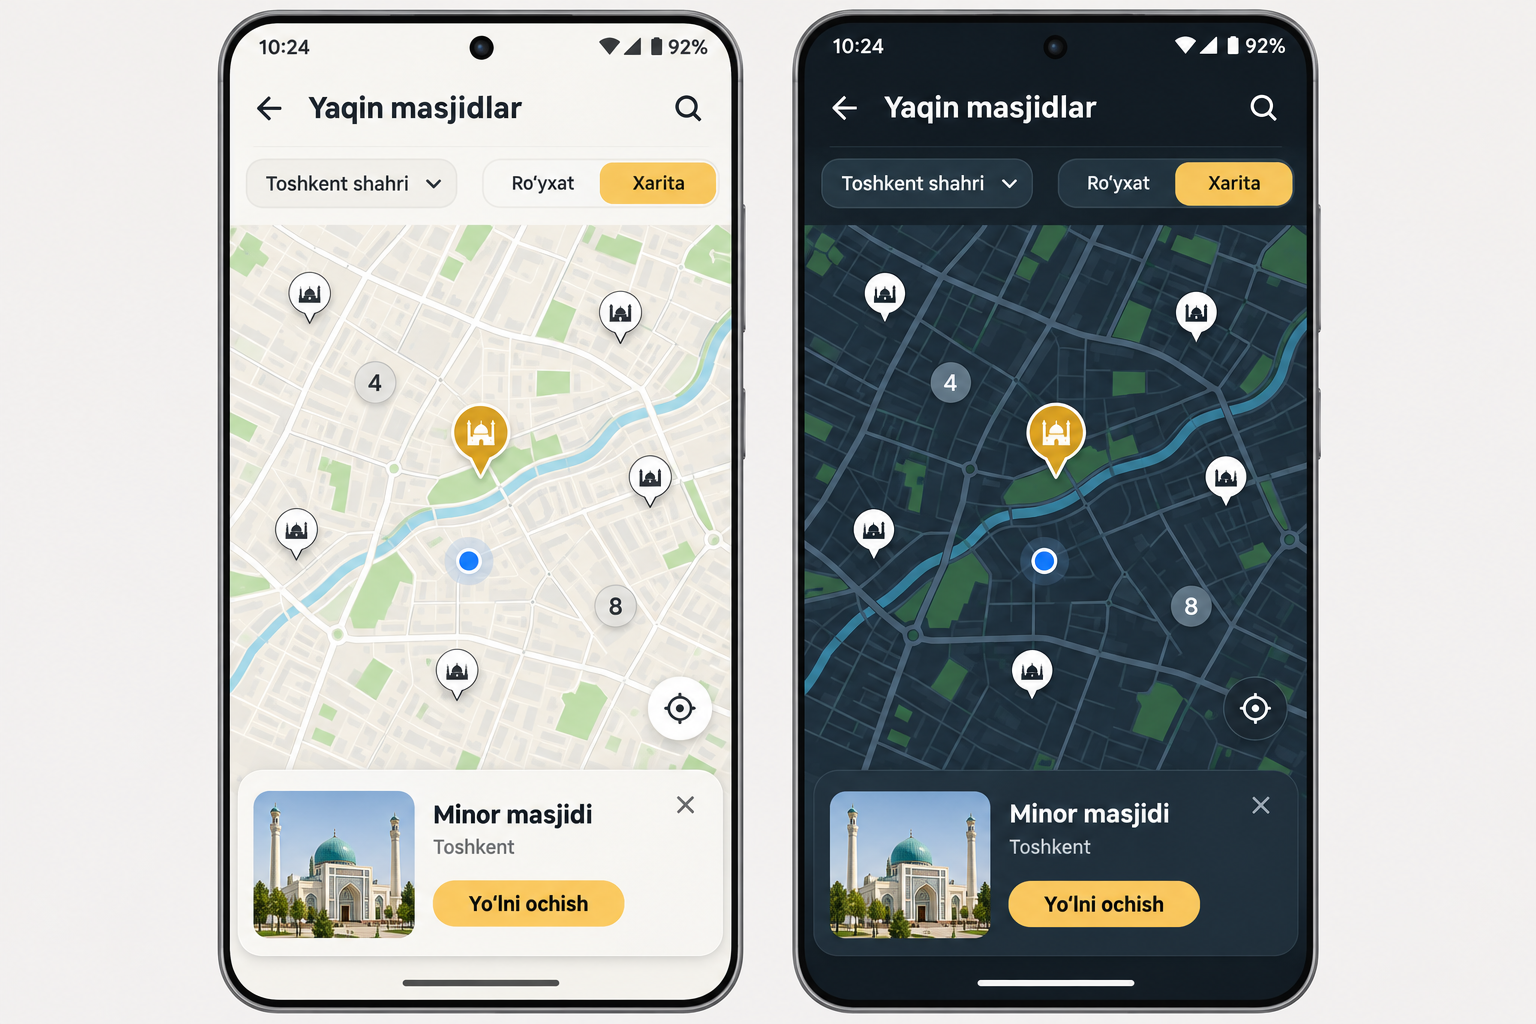 10:24
92%
Yaqin masjidlar
Toshkent shahri
Ro‘yxat
Xarita
4
8
Minor masjidi
Toshkent
Yo‘lni ochish
10:24
92%
Yaqin masjidlar
Toshkent shahri
Ro‘yxat
Xarita
4
8
Minor masjidi
Toshkent
Yo‘lni ochish